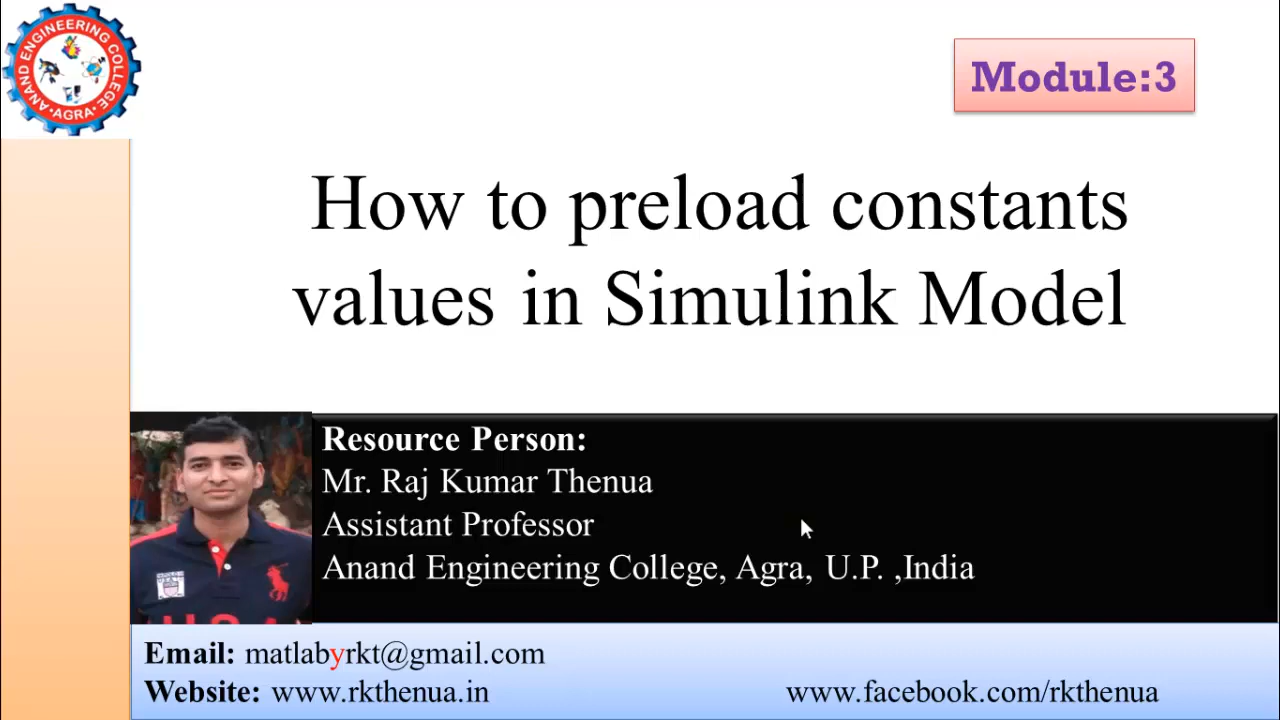 ANAND ENGINEERING COLLEGE
• AGRA •
Module:3
How to preload constants
values in Simulink Model
Resource Person:
Mr. Raj Kumar Thenua
Assistant Professor
Anand Engineering College, Agra, U.P. ,India
Email: matlabyrkt@gmail.com
Website: www.rkthenua.in
www.facebook.com/rkthenua